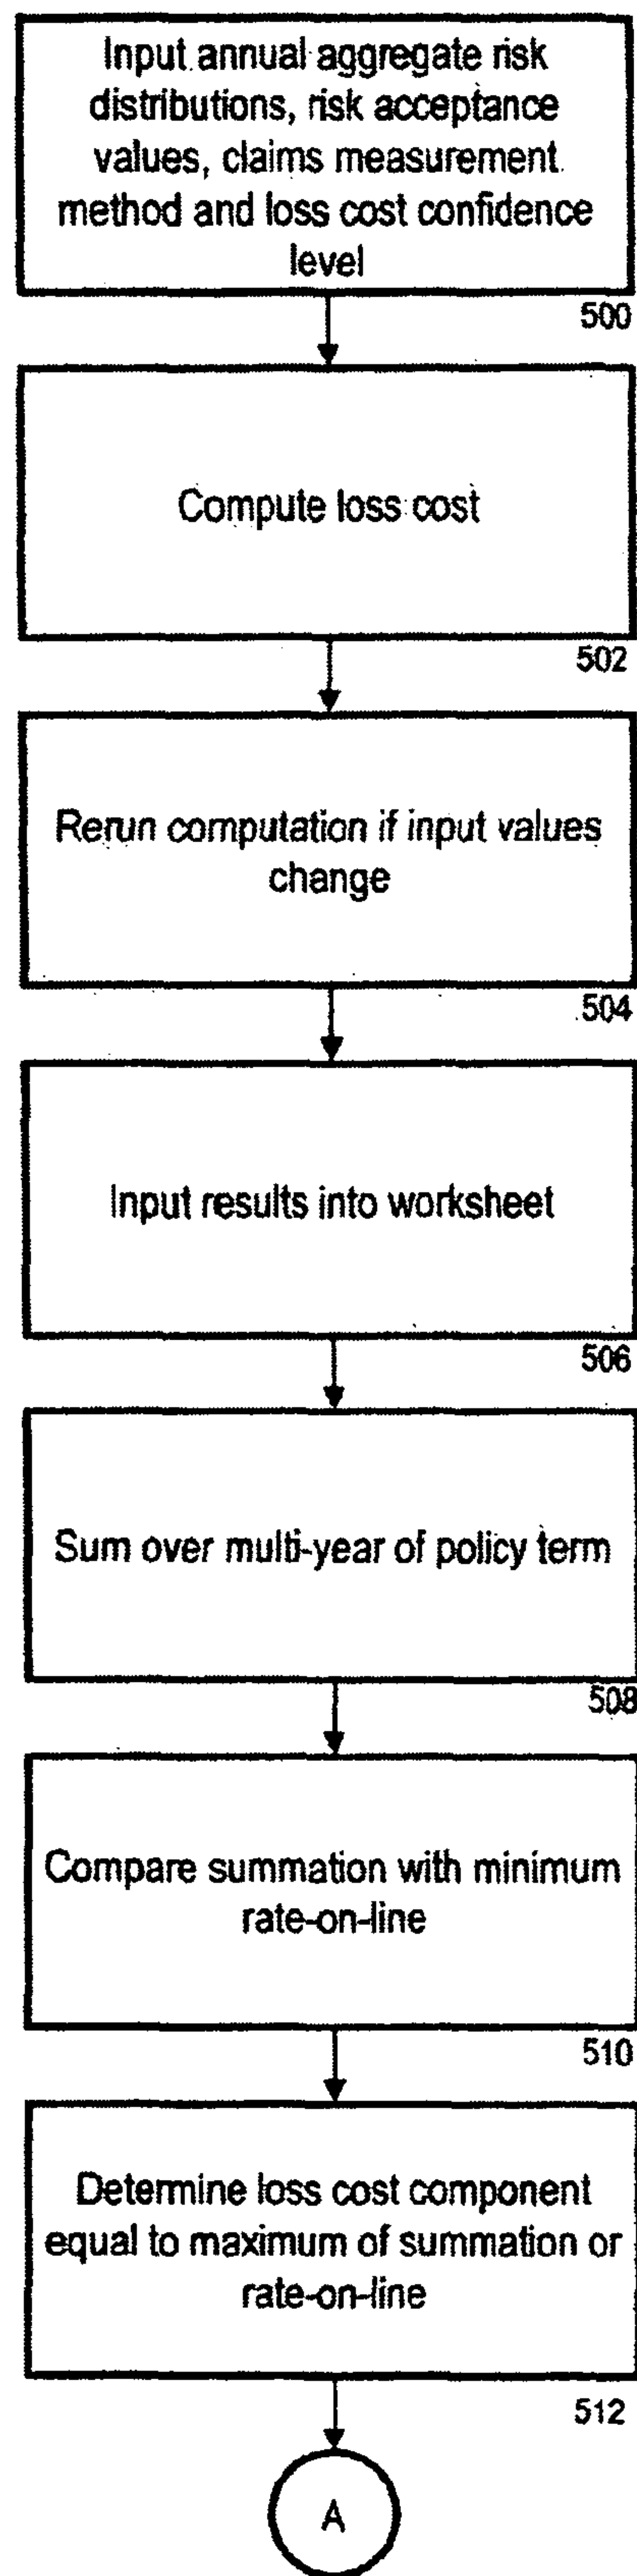 Input annual aggregate risk
distributions, risk acceptance
values, claims measurement
method and loss cost confidence
level
500
Compute loss cost
502
Rerun computation if input values
change
504
Input results into worksheet
506
Sum over multi-year of policy term
508
Compare summation with minimum
rate-on-line
510
Determine loss cost component
equal to maximum of summation or
rate-on-line
512
A